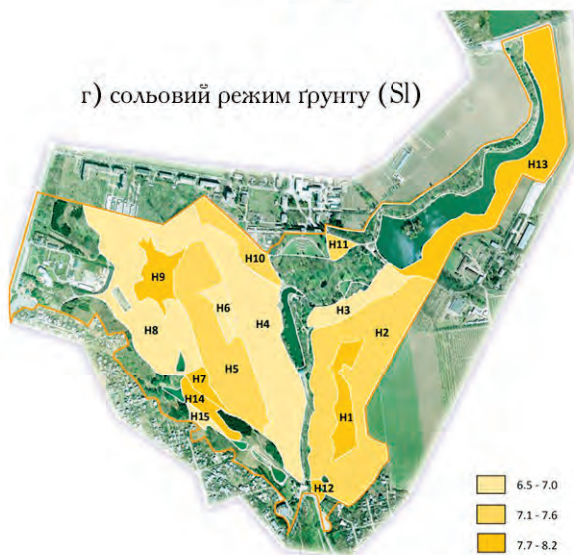 г) сольовий режим ґрунту (Sl)
H13
H11
H10
H9
H6
H3
H4
H8
H2
H5
H7
H14
H1
H15
H12
6.5 - 7.0
7.1 - 7.6
7.7 - 8.2